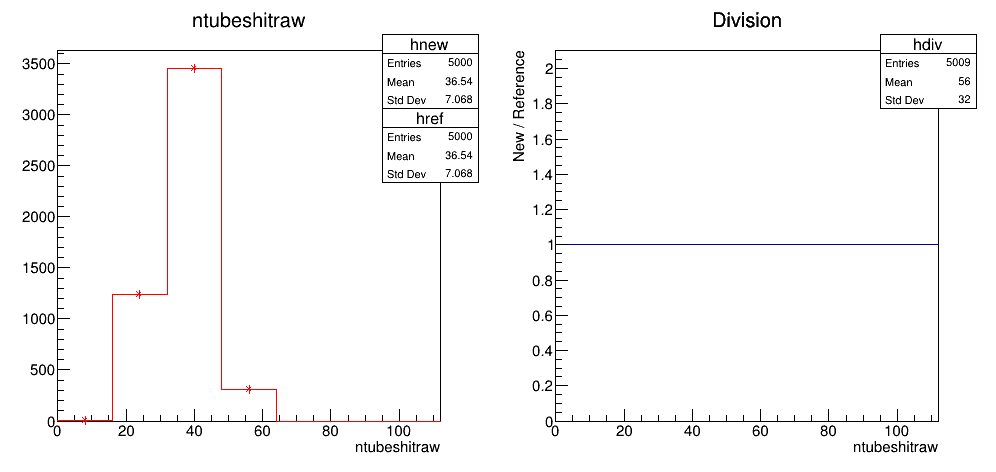 ntubeshitraw
hnew
Entries 5000
Mean 36.54
Std Dev 7.068
href
Entries 5000
Mean 36.54
Std Dev 7.068
3500
3000
2500
2000
1500
1000
500
0
0 20 40 60 80 100
ntubeshitraw
Division
hdiv
Entries 5009
Mean 56
Std Dev 32
New / Reference
2
1.8
1.6
1.4
1.2
1
0.8
0.6
0.4
0.2
0
0 20 40 60 80 100
ntubeshitraw